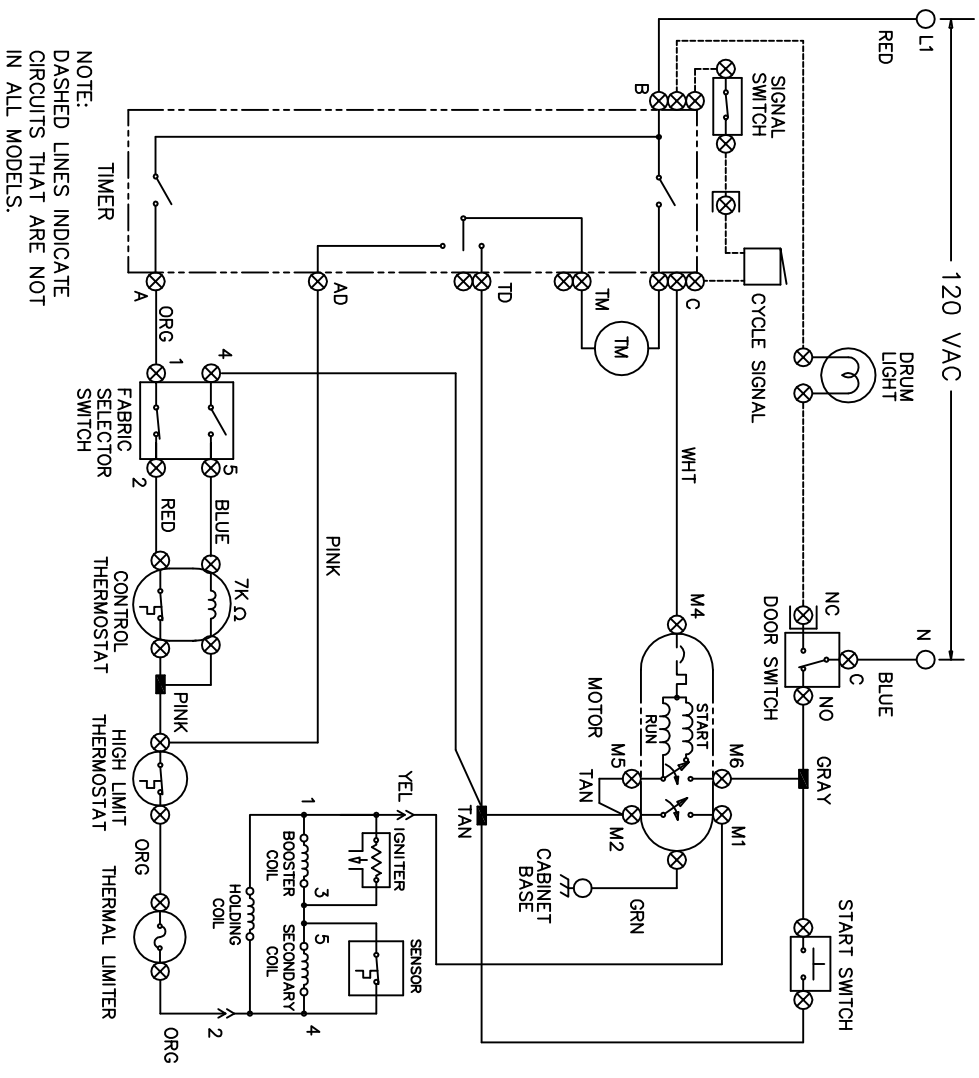 120 VAC
L1
N
DRUM
LIGHT
RED
BLUE
C
START SWITCH
NC
NO
GRAY
DOOR SWITCH
SIGNAL
SWITCH
CYCLE SIGNAL
M6
M1
START
RUN
M4
WHT
B
C
TM
TM
MOTOR
M5
M2
TAN
CABINET
BASE
GRN
TD
TAN
SENSOR
AD
PINK
YEL
IGNITER
1
BOOSTER
COIL
3
5
SECONDARY
COIL
4
HOLDING
COIL
7K Ω
4
5
BLUE
2
A
ORG
1
2
RED
PINK
ORG
ORG
TIMER
FABRIC
SELECTOR
SWITCH
CONTROL
THERMOSTAT
HIGH LIMIT
THERMOSTAT
THERMAL LIMITER
NOTE:
DASHED LINES INDICATE
CIRCUITS THAT ARE NOT
IN ALL MODELS.